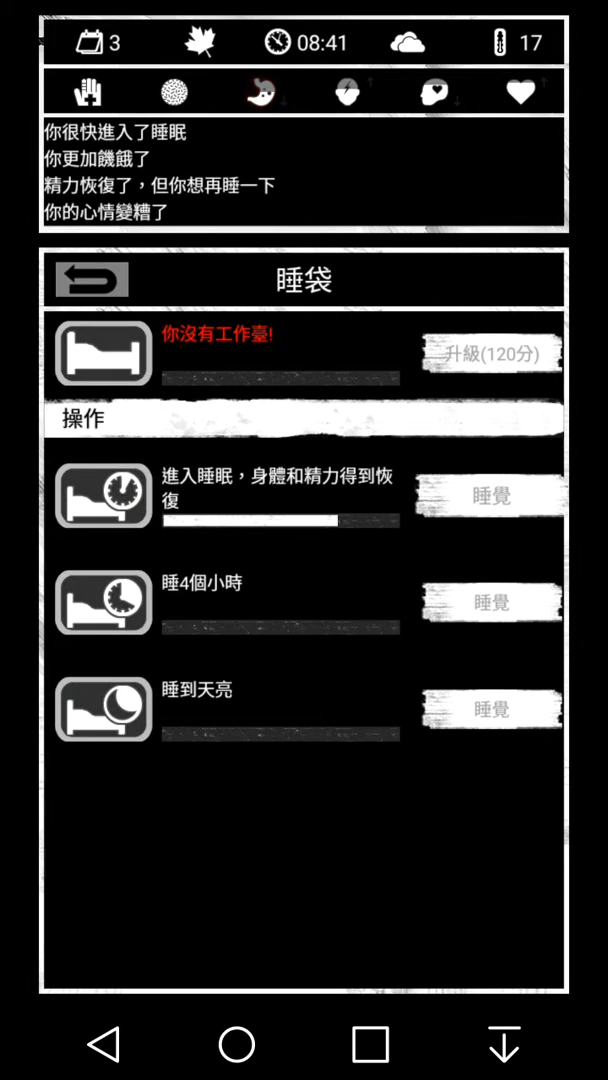 3 08:41 17
你很快進入了睡眠
你更加饑餓了
精力恢復了，但你想再睡一下
你的心情變糟了
睡袋
你沒有工作臺!
升級(120分)
操作
進入睡眠，身體和精力得到恢
復
睡覺
睡4個小時
睡覺
睡到天亮
睡覺